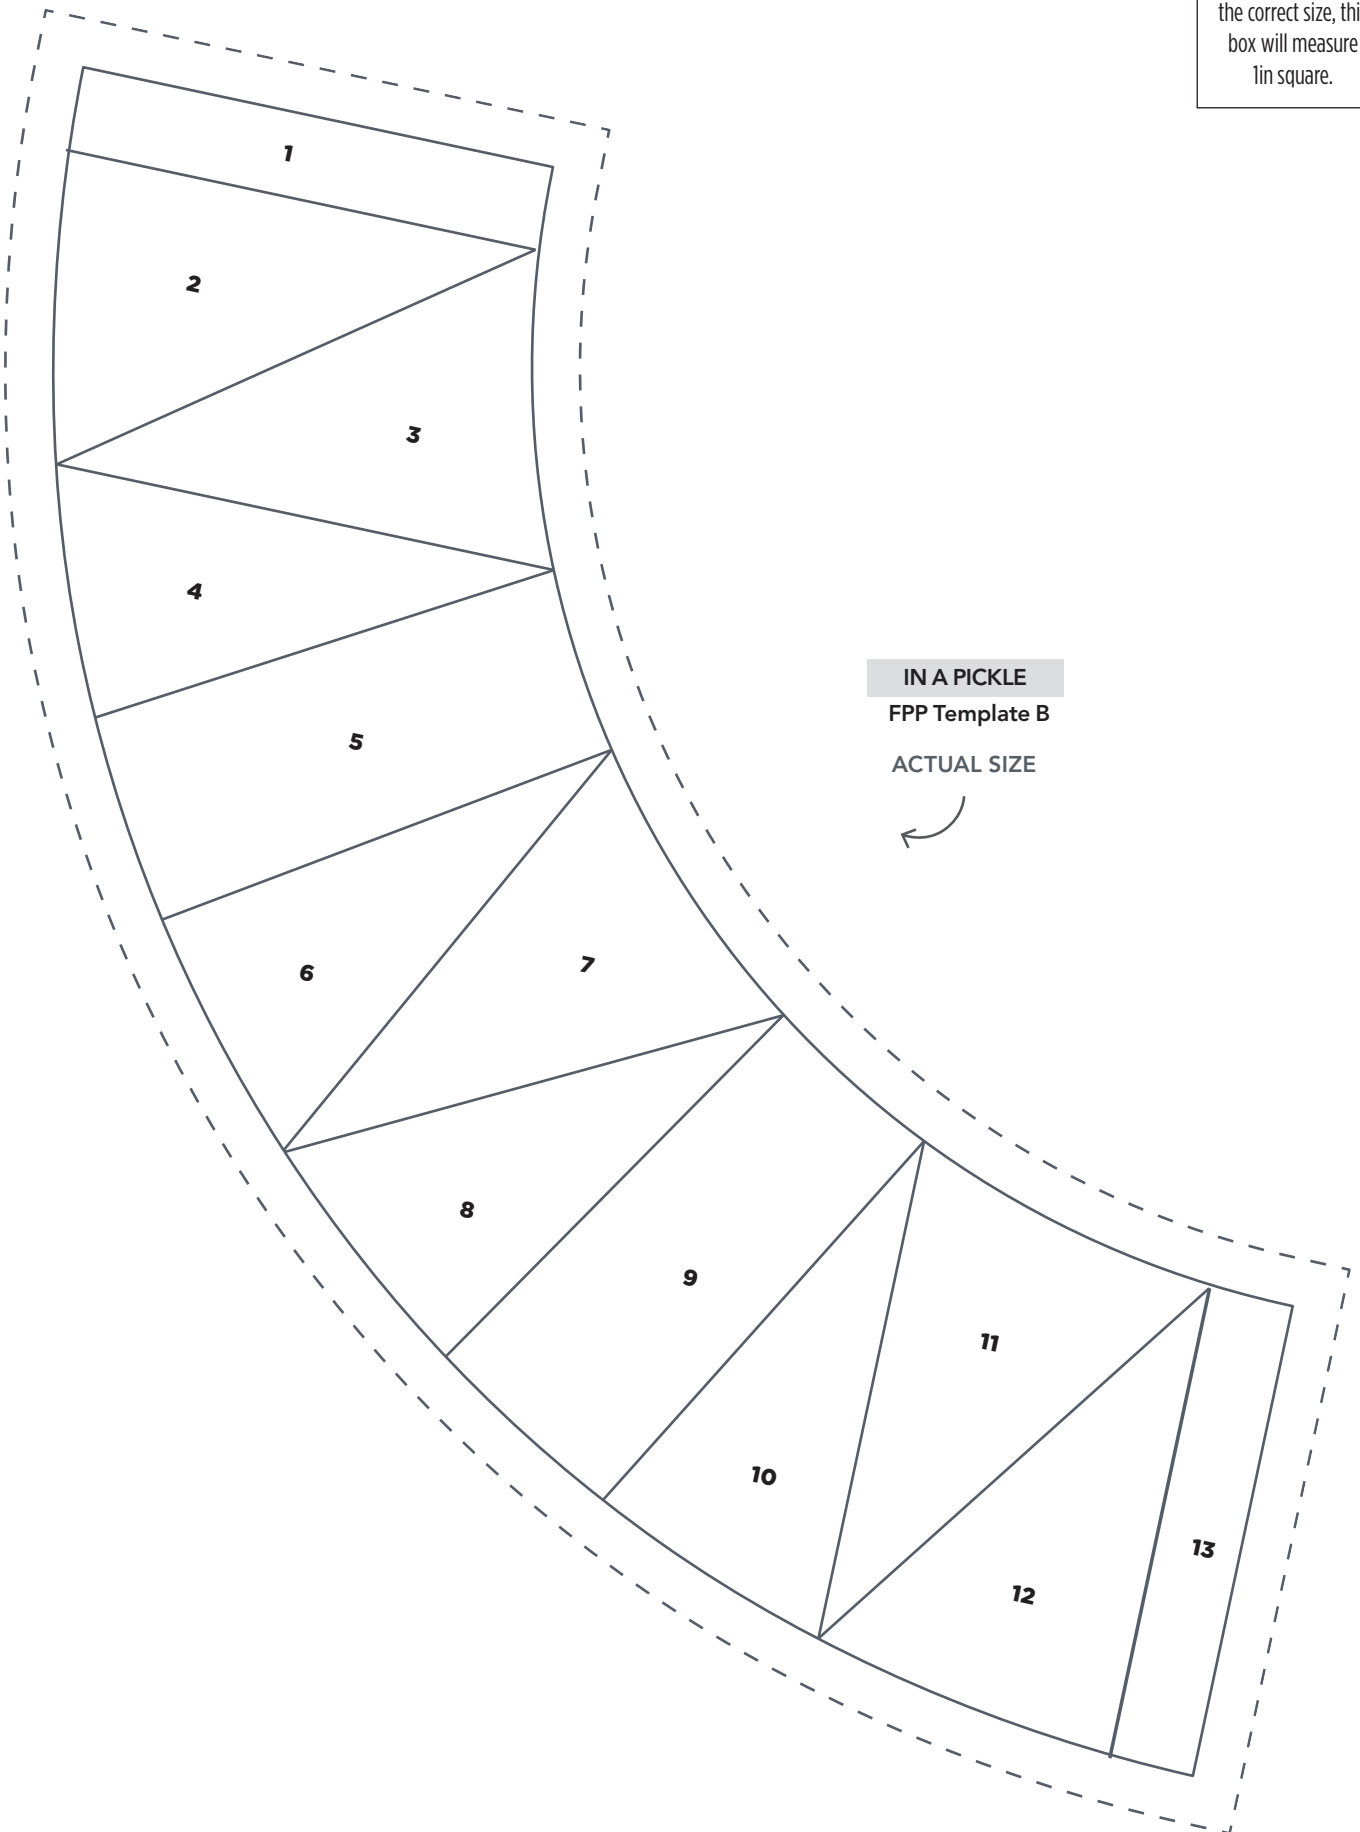 the correct size, thi
box will measure
1in square.
1
2
3
4
IN A PICKLE
FPP Template B
ACTUAL SIZE
5
6
7
8
9
10
11
12
13